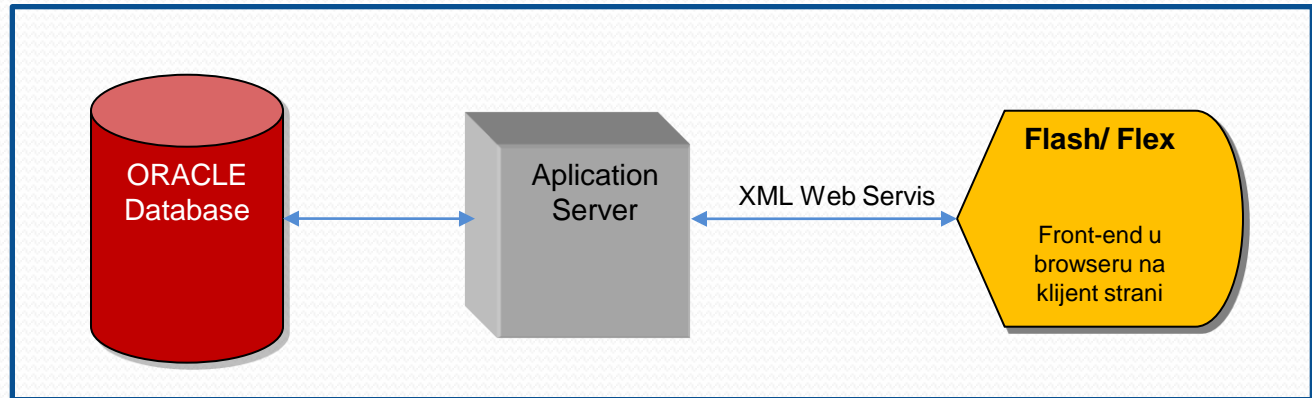 ORACLE
Database
Aplication
Server
XML Web Servis
Flash/ Flex
Front-end u
browseru na
klijent strani